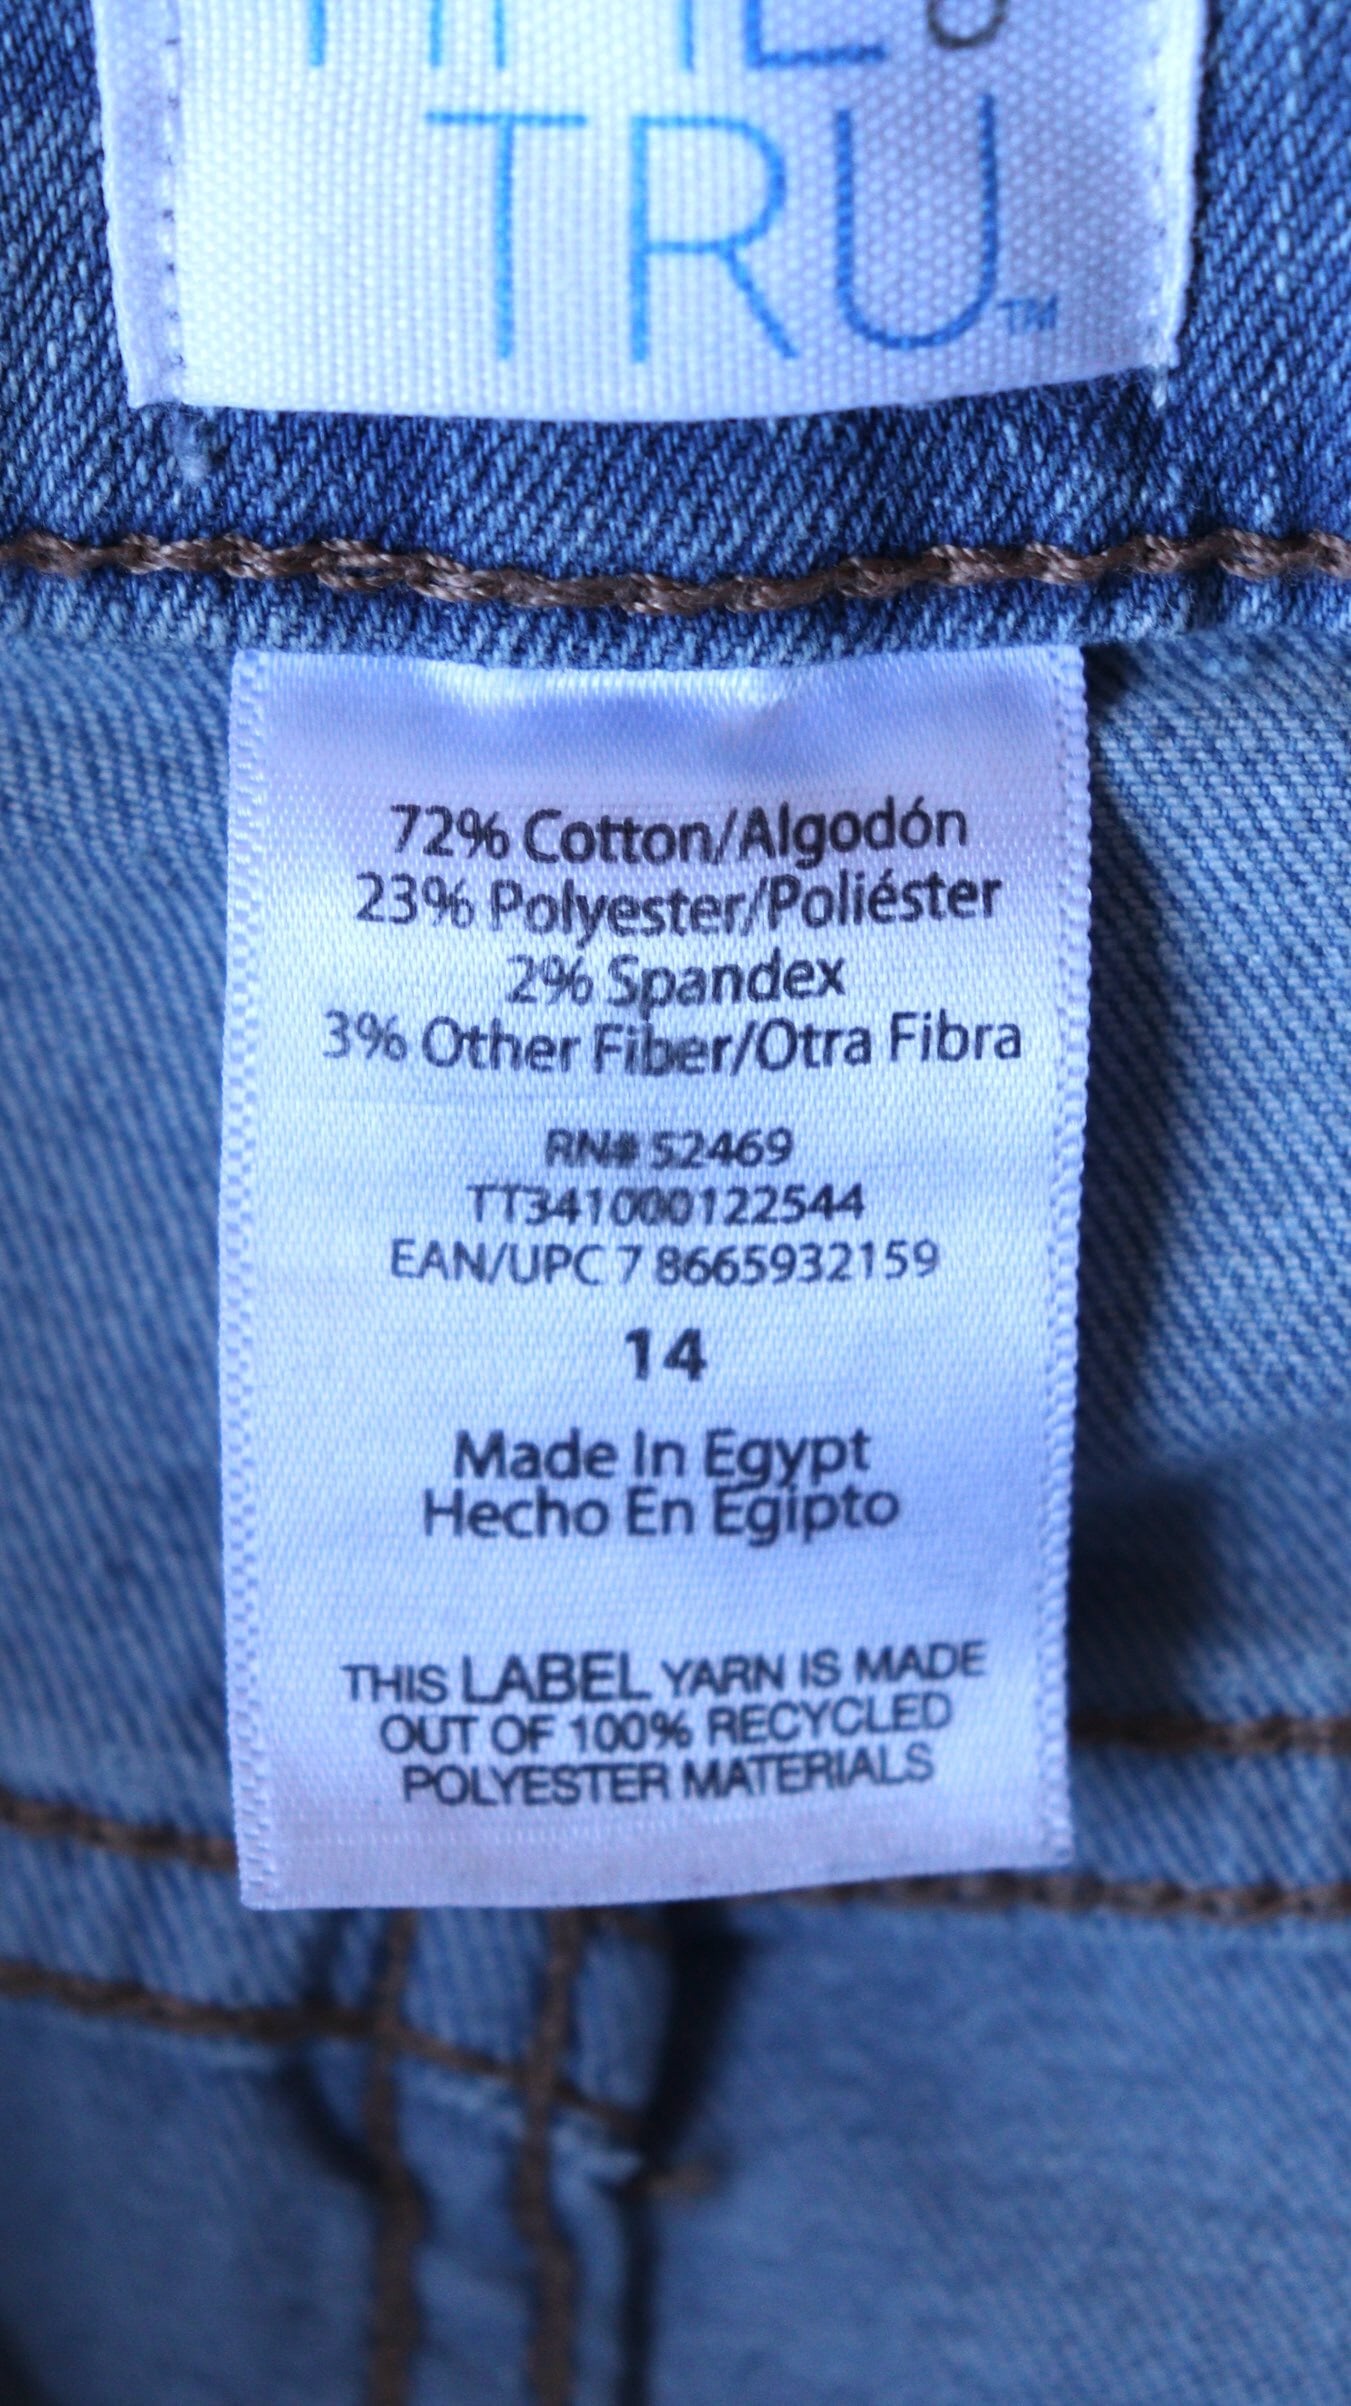 TRU™
72% Cotton/Algodón
23% Polyester/Poliéster
2% Spandex
3% Other Fiber/Otra Fibra
RN# 52469
TT341000122544
EAN/UPC 7 8665932159
14
Made In Egypt
Hecho En Egipto
THIS LABEL YARN IS MADE
OUT OF 100% RECYCLED
POLYESTER MATERIALS